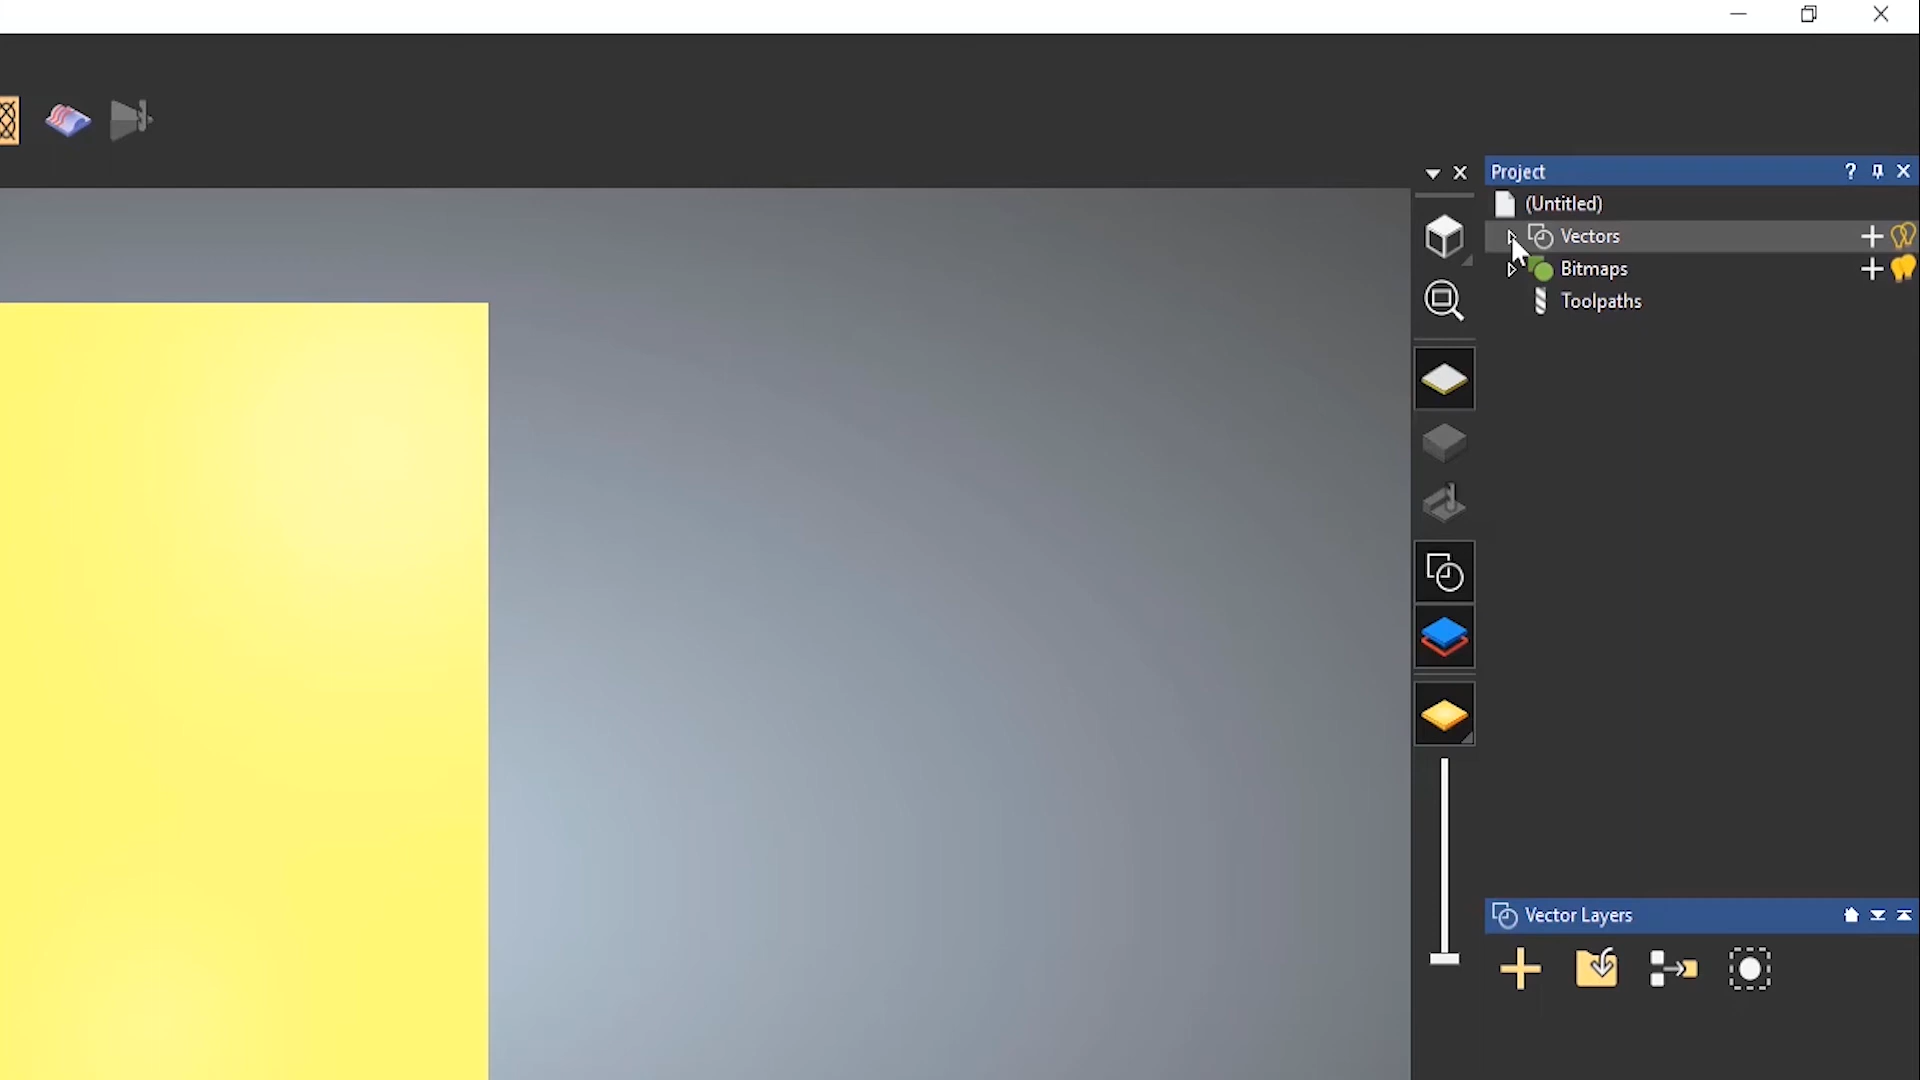 Project
?
(Untitled)
Vectors
Bitmaps
Toolpaths
Vector Layers